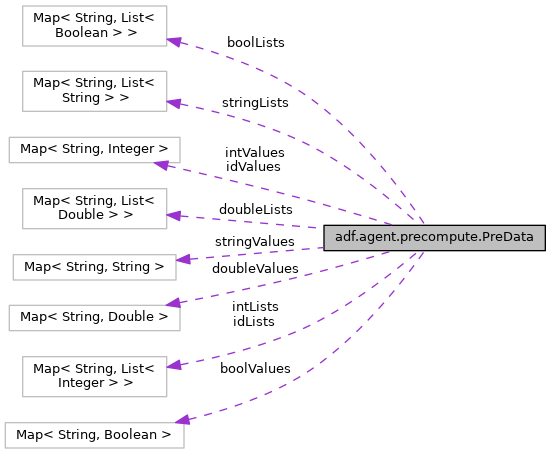 Map< String, List<
Boolean > >
boolLists
Map< String, List<
String > >
stringLists
Map< String, Integer >
intValues
idValues
Map< String, List<
Double > >
doubleLists
adf.agent.precompute.PreData
stringValues
Map< String, String >
doubleValues
Map< String, Double >
intLists
idLists
Map< String, List<
Integer > >
boolValues
Map< String, Boolean >